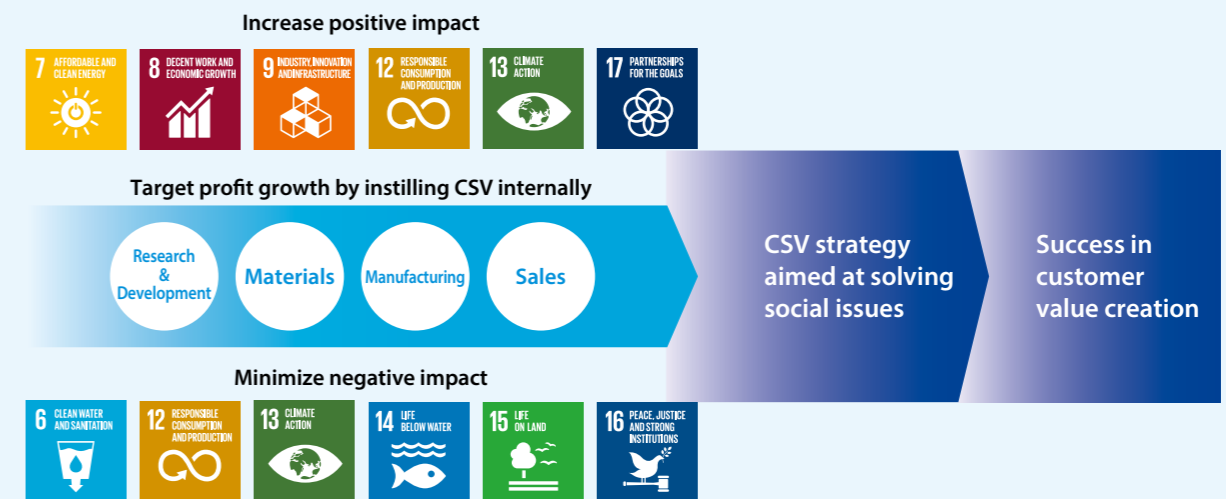 Increase positive impact
7 AFFORDABLE AND
CLEAN ENERGY
8 DECENT WORK AND
ECONOMIC GROWTH
9 INDUSTRY, INNOVATION
AND INFRASTRUCTURE
12 RESPONSIBLE
CONSUMPTION
AND PRODUCTION
13 CLIMATE
ACTION
17 PARTNERSHIPS
FOR THE GOALS
Target profit growth by instilling CSV internally
Research
&
Development
Materials
Manufacturing
Sales
CSV strategy
aimed at solving
social issues
Success in
customer
value creation
Minimize negative impact
6 CLEAN WATER
AND SANITATION
12 RESPONSIBLE
CONSUMPTION
AND PRODUCTION
13 CLIMATE
ACTION
14 LIFE
BELOW WATER
15 LIFE
ON LAND
16 PEACE, JUSTICE
AND STRONG
INSTITUTIONS